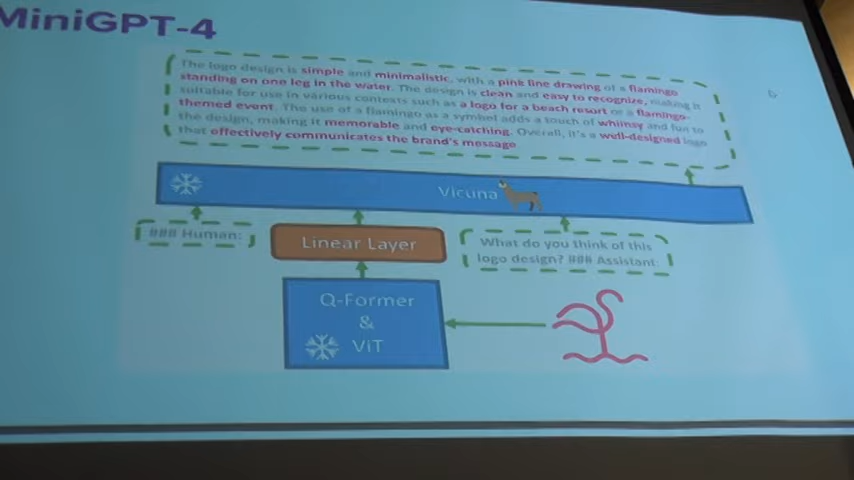 MiniGPT-4
The logo design is simple and minimalistic, with a pink line drawing of a flamingo
standing on one leg in the water. The design is clean and easy to recognize, making it
suitable for use in various contexts such as a logo for a beach resort or a flamingo-
themed event. The use of a flamingo as a symbol adds a touch of whimsy and fun to
the design, making it memorable and eye-catching. Overall, it's a well-designed logo
that effectively communicates the brand's message.
Vicuna
### Human:
Linear Layer
What do you think of this
logo design? ### Assistant:
Q-Former
&
ViT